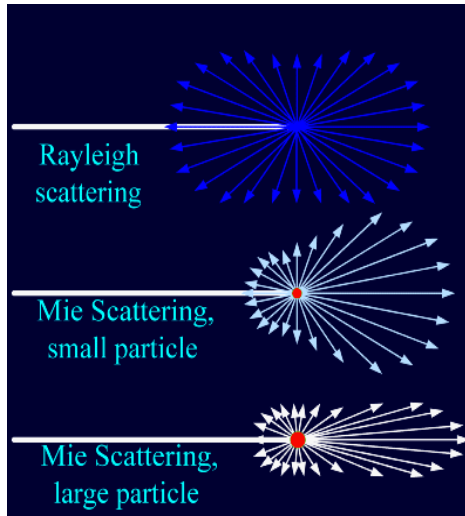 Rayleigh
scattering
Mie Scattering,
small particle
Mie Scattering,
large particle